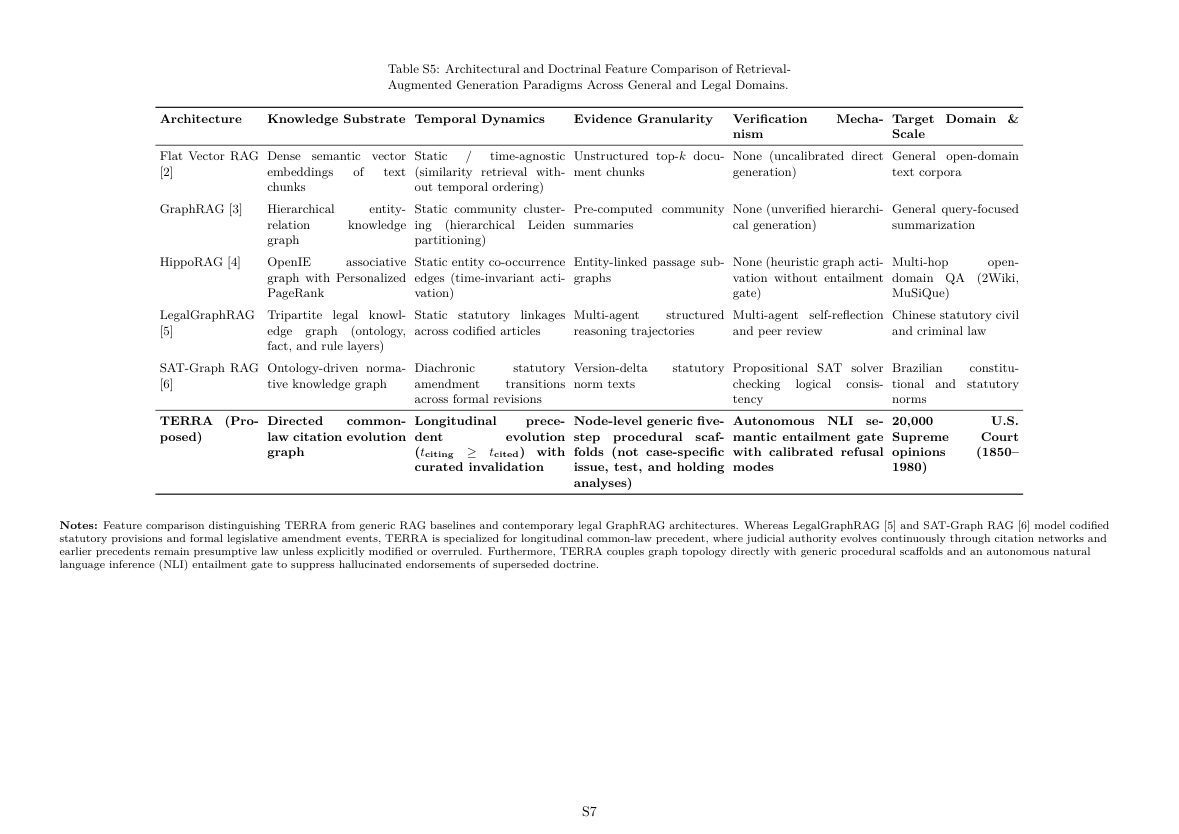 Table S5: Architectural and Doctrinal Feature Comparison of Retrieval-
Augmented Generation Paradigms Across General and Legal Domains.
Architecture Knowledge Substrate Temporal Dynamics Evidence Granularity Verification Mecha- Target Domain &
nism Scale
Flat Vector RAG Dense semantic vector Static / time-agnostic Unstructured top-k docu- None (uncalibrated direct General open-domain
[2] embeddings of text (similarity retrieval with- ment chunks generation) text corpora
chunks out temporal ordering)
GraphRAG [3] Hierarchical entity- Static community cluster- Pre-computed community None (unverified hierarchi- General query-focused
relation knowledge ing (hierarchical Leiden summaries cal generation) summarization
graph partitioning)
HippoRAG [4] OpenIE associative Static entity co-occurrence Entity-linked passage sub- None (heuristic graph acti- Multi-hop open-
graph with Personalized edges (time-invariant acti- graphs vation without entailment domain QA (2Wiki,
PageRank vation) gate) MuSiQue)
LegalGraphRAG Tripartite legal knowl- Static statutory linkages Multi-agent structured Multi-agent self-reflection Chinese statutory civil
[5] edge graph (ontology, across codified articles reasoning trajectories and peer review and criminal law
fact, and rule layers)
SAT-Graph RAG Ontology-driven norma- Diachronic statutory Version-delta statutory Propositional SAT solver Brazilian constitu-
[6] tive knowledge graph amendment transitions norm texts checking logical consis- tional and statutory
across formal revisions tency norms
TERRA (Pro- Directed common- Longitudinal prece- Node-level generic five- Autonomous NLI se- 20,000 U.S.
posed) law citation evolution dent evolution step procedural scaf- mantic entailment gate Supreme Court
graph (t_citing ≥ t_cited) with folds (not case-specific with calibrated refusal opinions (1850–
curated invalidation issue, test, and holding modes 1980)
analyses)
Notes: Feature comparison distinguishing TERRA from generic RAG baselines and contemporary legal GraphRAG architectures. Whereas LegalGraphRAG [5] and SAT-Graph RAG [6] model codified
statutory provisions and formal legislative amendment events, TERRA is specialized for longitudinal common-law precedent, where judicial authority evolves continuously through citation networks and
earlier precedents remain presumptive law unless explicitly modified or overruled. Furthermore, TERRA couples graph topology directly with generic procedural scaffolds and an autonomous natural
language inference (NLI) entailment gate to suppress hallucinated endorsements of superseded doctrine.
S7